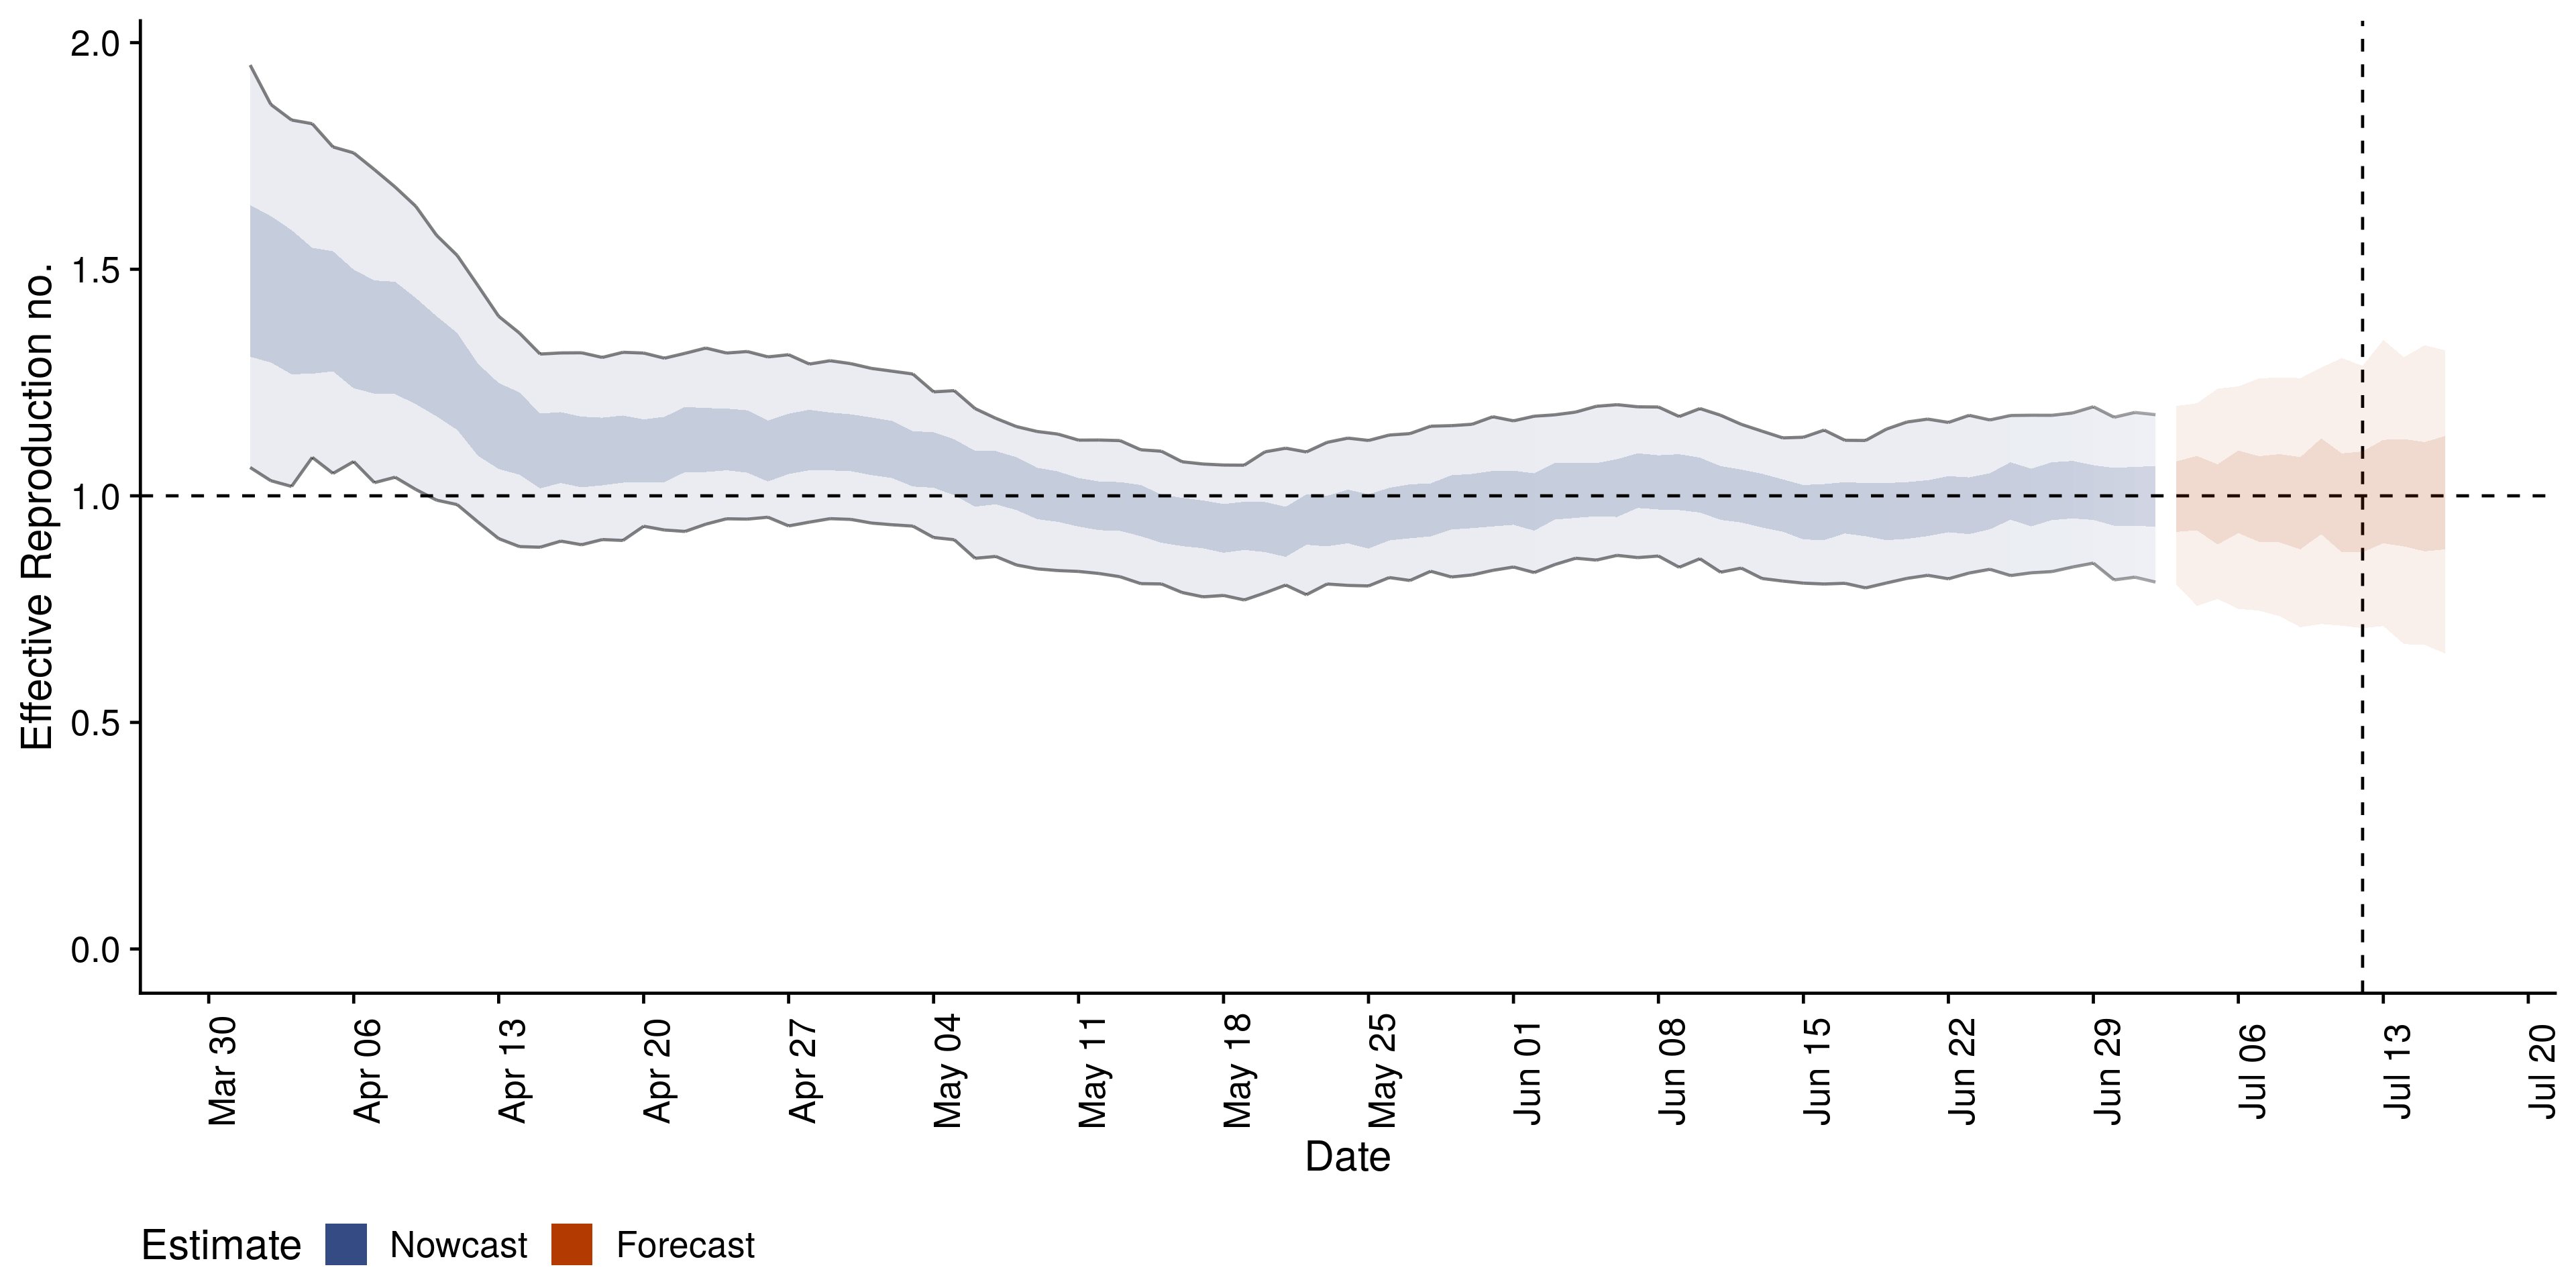 Effective Reproduction no.
2.0
1.5
1.0
0.5
0.0
Mar 30
Apr 06
Apr 13
Apr 20
Apr 27
May 04
May 11
May 18
May 25
Jun 01
Jun 08
Jun 15
Jun 22
Jun 29
Jul 06
Jul 13
Jul 20
Date
Estimate Nowcast Forecast